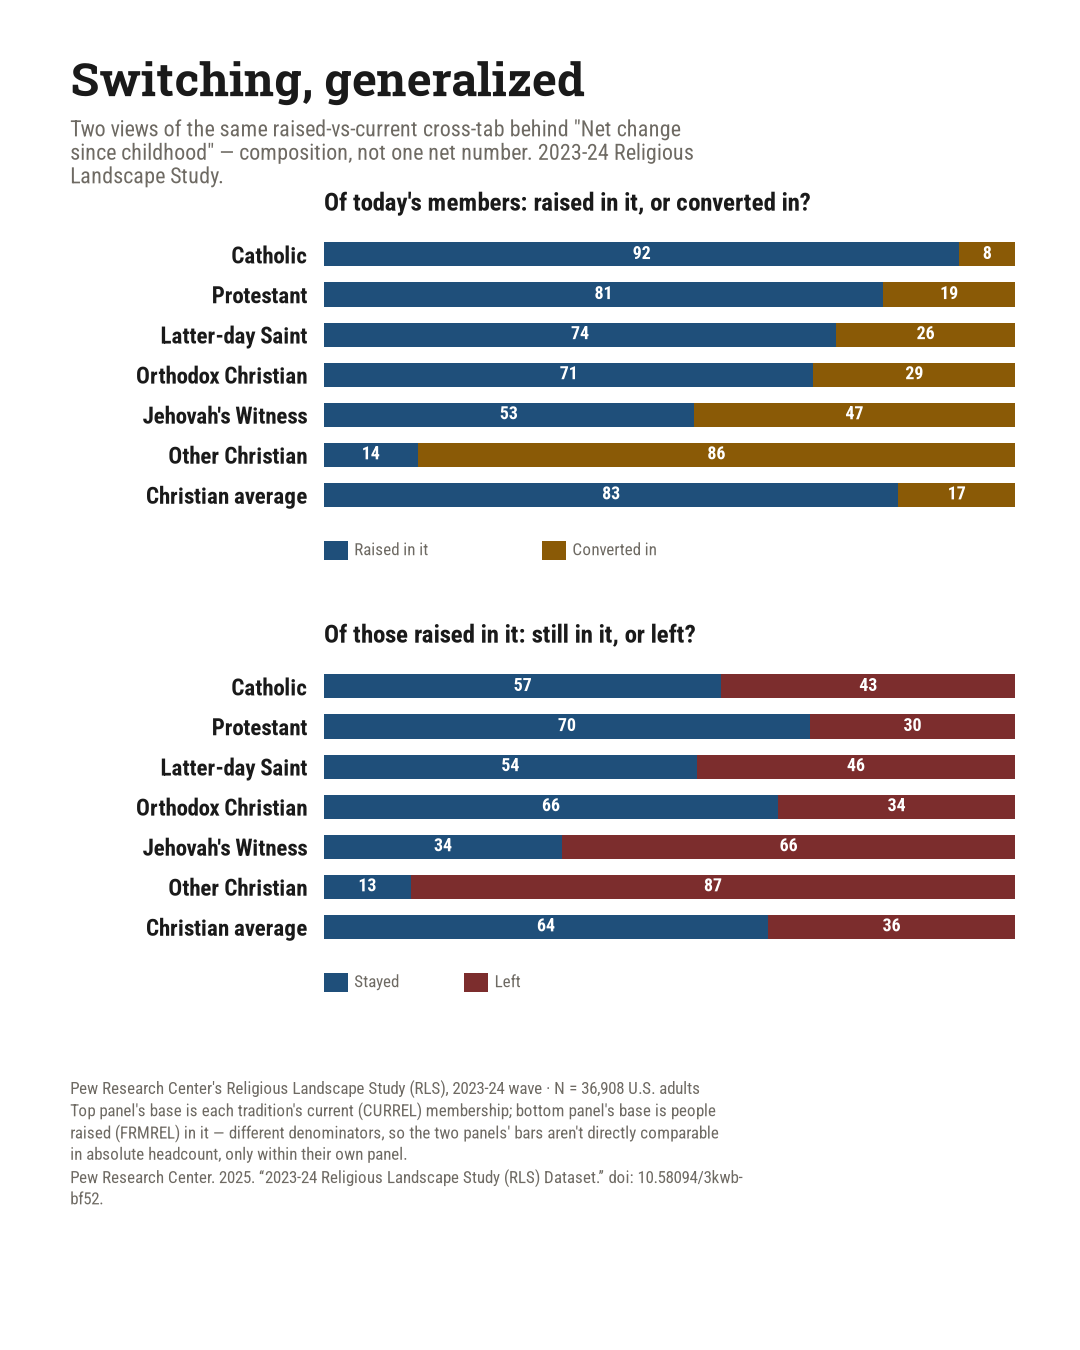 Switching, generalized
Two views of the same raised-vs-current cross-tab behind "Net change
since childhood" — composition, not one net number. 2023-24 Religious
Landscape Study.
Of today's members: raised in it, or converted in?
Catholic 92 8
Protestant 81 19
Latter-day Saint 74 26
Orthodox Christian 71 29
Jehovah's Witness 53 47
Other Christian 14 86
Christian average 83 17
Raised in it Converted in
Of those raised in it: still in it, or left?
Catholic 57 43
Protestant 70 30
Latter-day Saint 54 46
Orthodox Christian 66 34
Jehovah's Witness 34 66
Other Christian 13 87
Christian average 64 36
Stayed Left
Pew Research Center's Religious Landscape Study (RLS), 2023-24 wave · N = 36,908 U.S. adults
Top panel's base is each tradition's current (CURREL) membership; bottom panel's base is people
raised (FRMREL) in it — different denominators, so the two panels' bars aren't directly comparable
in absolute headcount, only within their own panel.
Pew Research Center. 2025. “2023-24 Religious Landscape Study (RLS) Dataset.” doi: 10.58094/3kwb-
bf52.